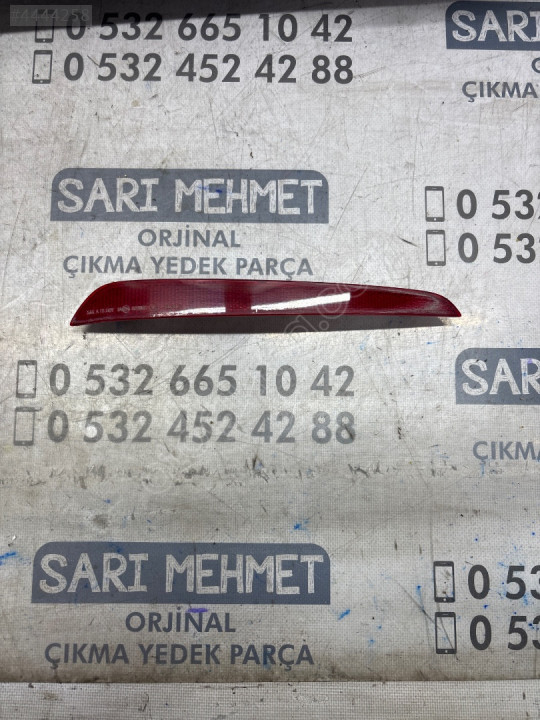 0 532 665 10 42
0 532 452 42 88
SARI
ÇIKMA
SARI MEHMET
ORJİNAL
ÇIKMA YEDEK PARÇA
0 532
0 532
0 532 665 10 42
0 532 452 42 88
SARI
ÇIKMA
SARI MEHMET
ORJİNAL
ÇIKMA YEDEK PARÇA
0 53
0 53